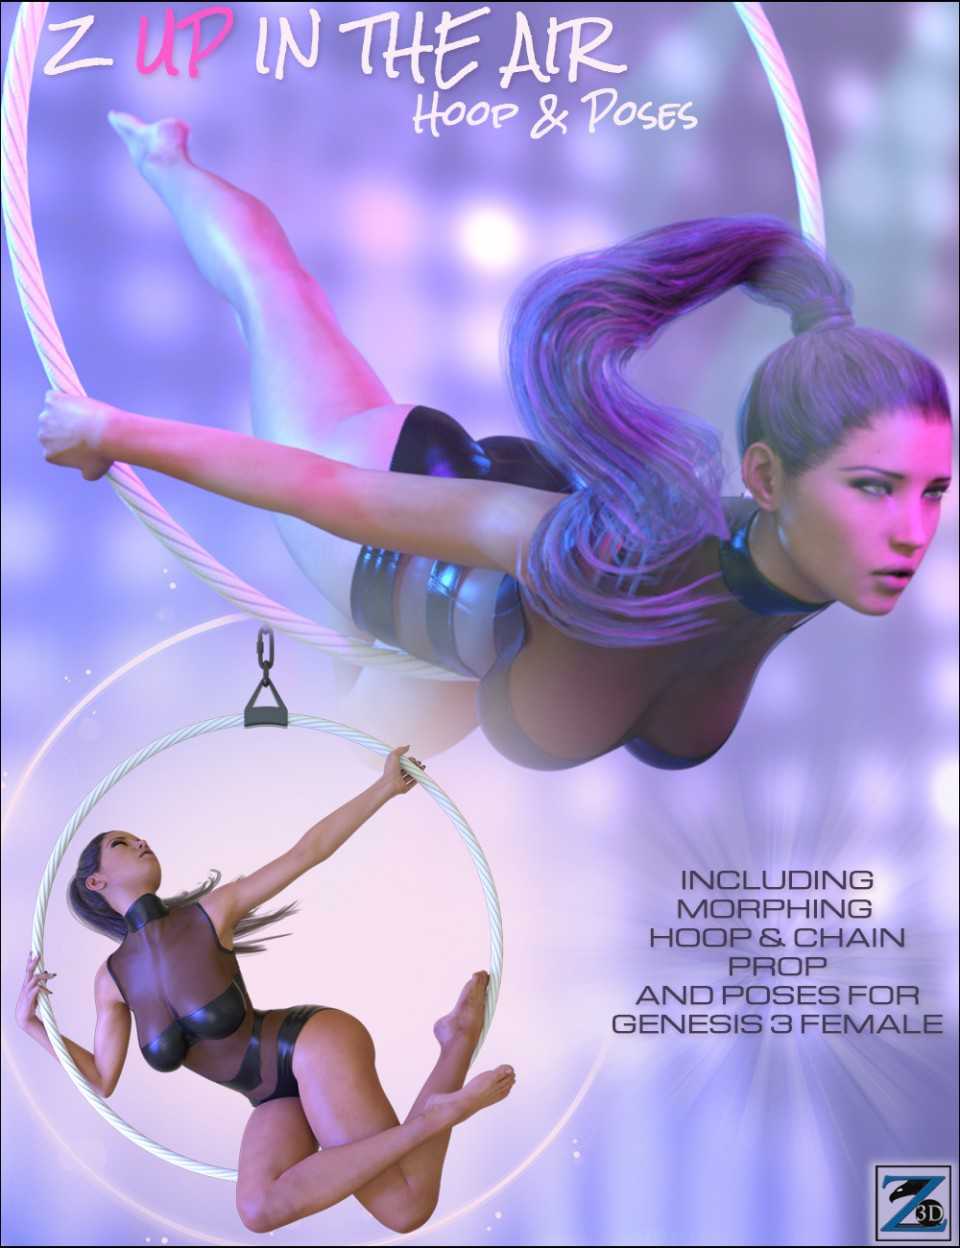 Z UP IN THE AIR
HOOP & POSES
INCLUDING
MORPHING
HOOP & CHAIN
PROP
AND POSES FOR
GENESIS 3 FEMALE
Z 3D